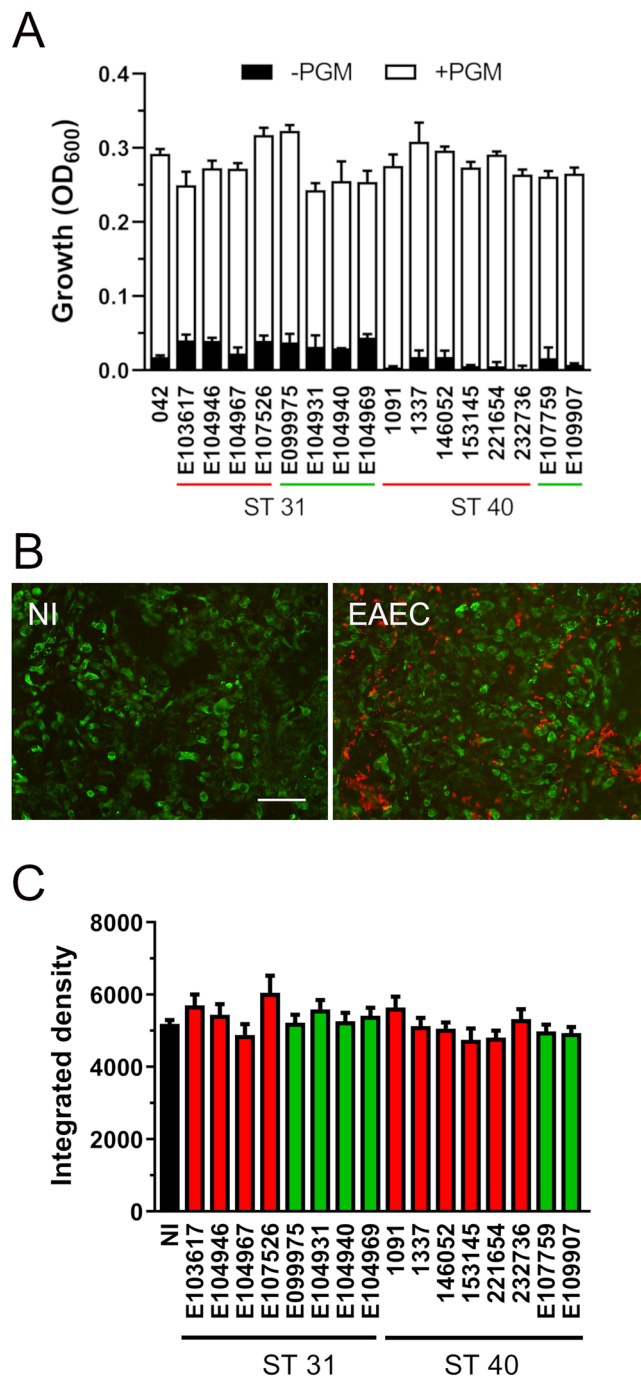 A
-PGM +PGM
Growth (OD600)
0.4
0.3
0.2
0.1
0.0
042
E103617
E104946
E104967
E107526
E099975
E104931
E104940
E104969
1091
1337
146052
153145
221654
232736
E107759
E109907
ST 31 ST 40
B
NI EAEC
C
Integrated density
8000
6000
4000
2000
0
NI
E103617
E104946
E104967
E107526
E099975
E104931
E104940
E104969
1091
1337
146052
153145
221654
232736
E107759
E109907
ST 31 ST 40